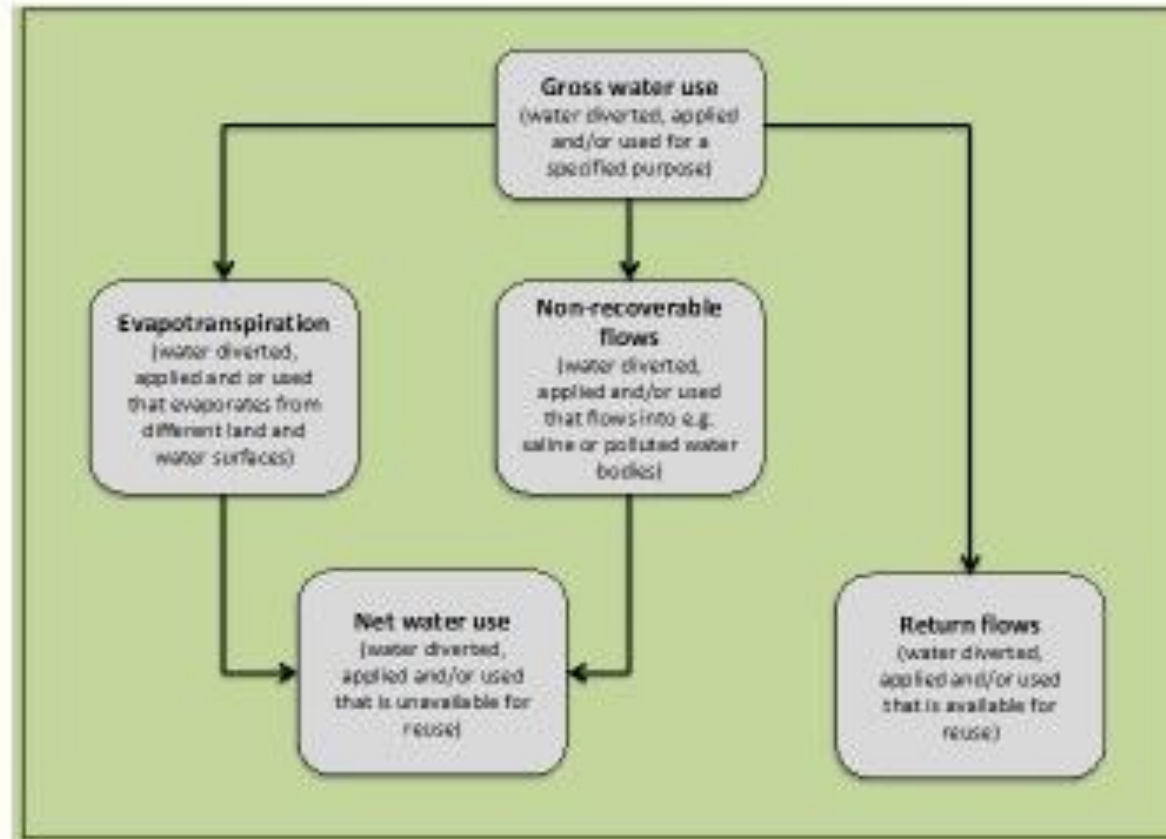 Gross water use
(water diverted, applied
and/or used for a
specified purpose)
Evapotranspiration
(water diverted,
applied and or used
that evaporates from
different land and
water surfaces)
Non-recoverable
flows
(water diverted,
applied and/or used
that flows into e.g.
saline or polluted water
bodies)
Net water use
(water diverted,
applied and/or used
that is unavailable for
reuse)
Return flows
(water diverted,
applied and/or used
that is available for
reuse)